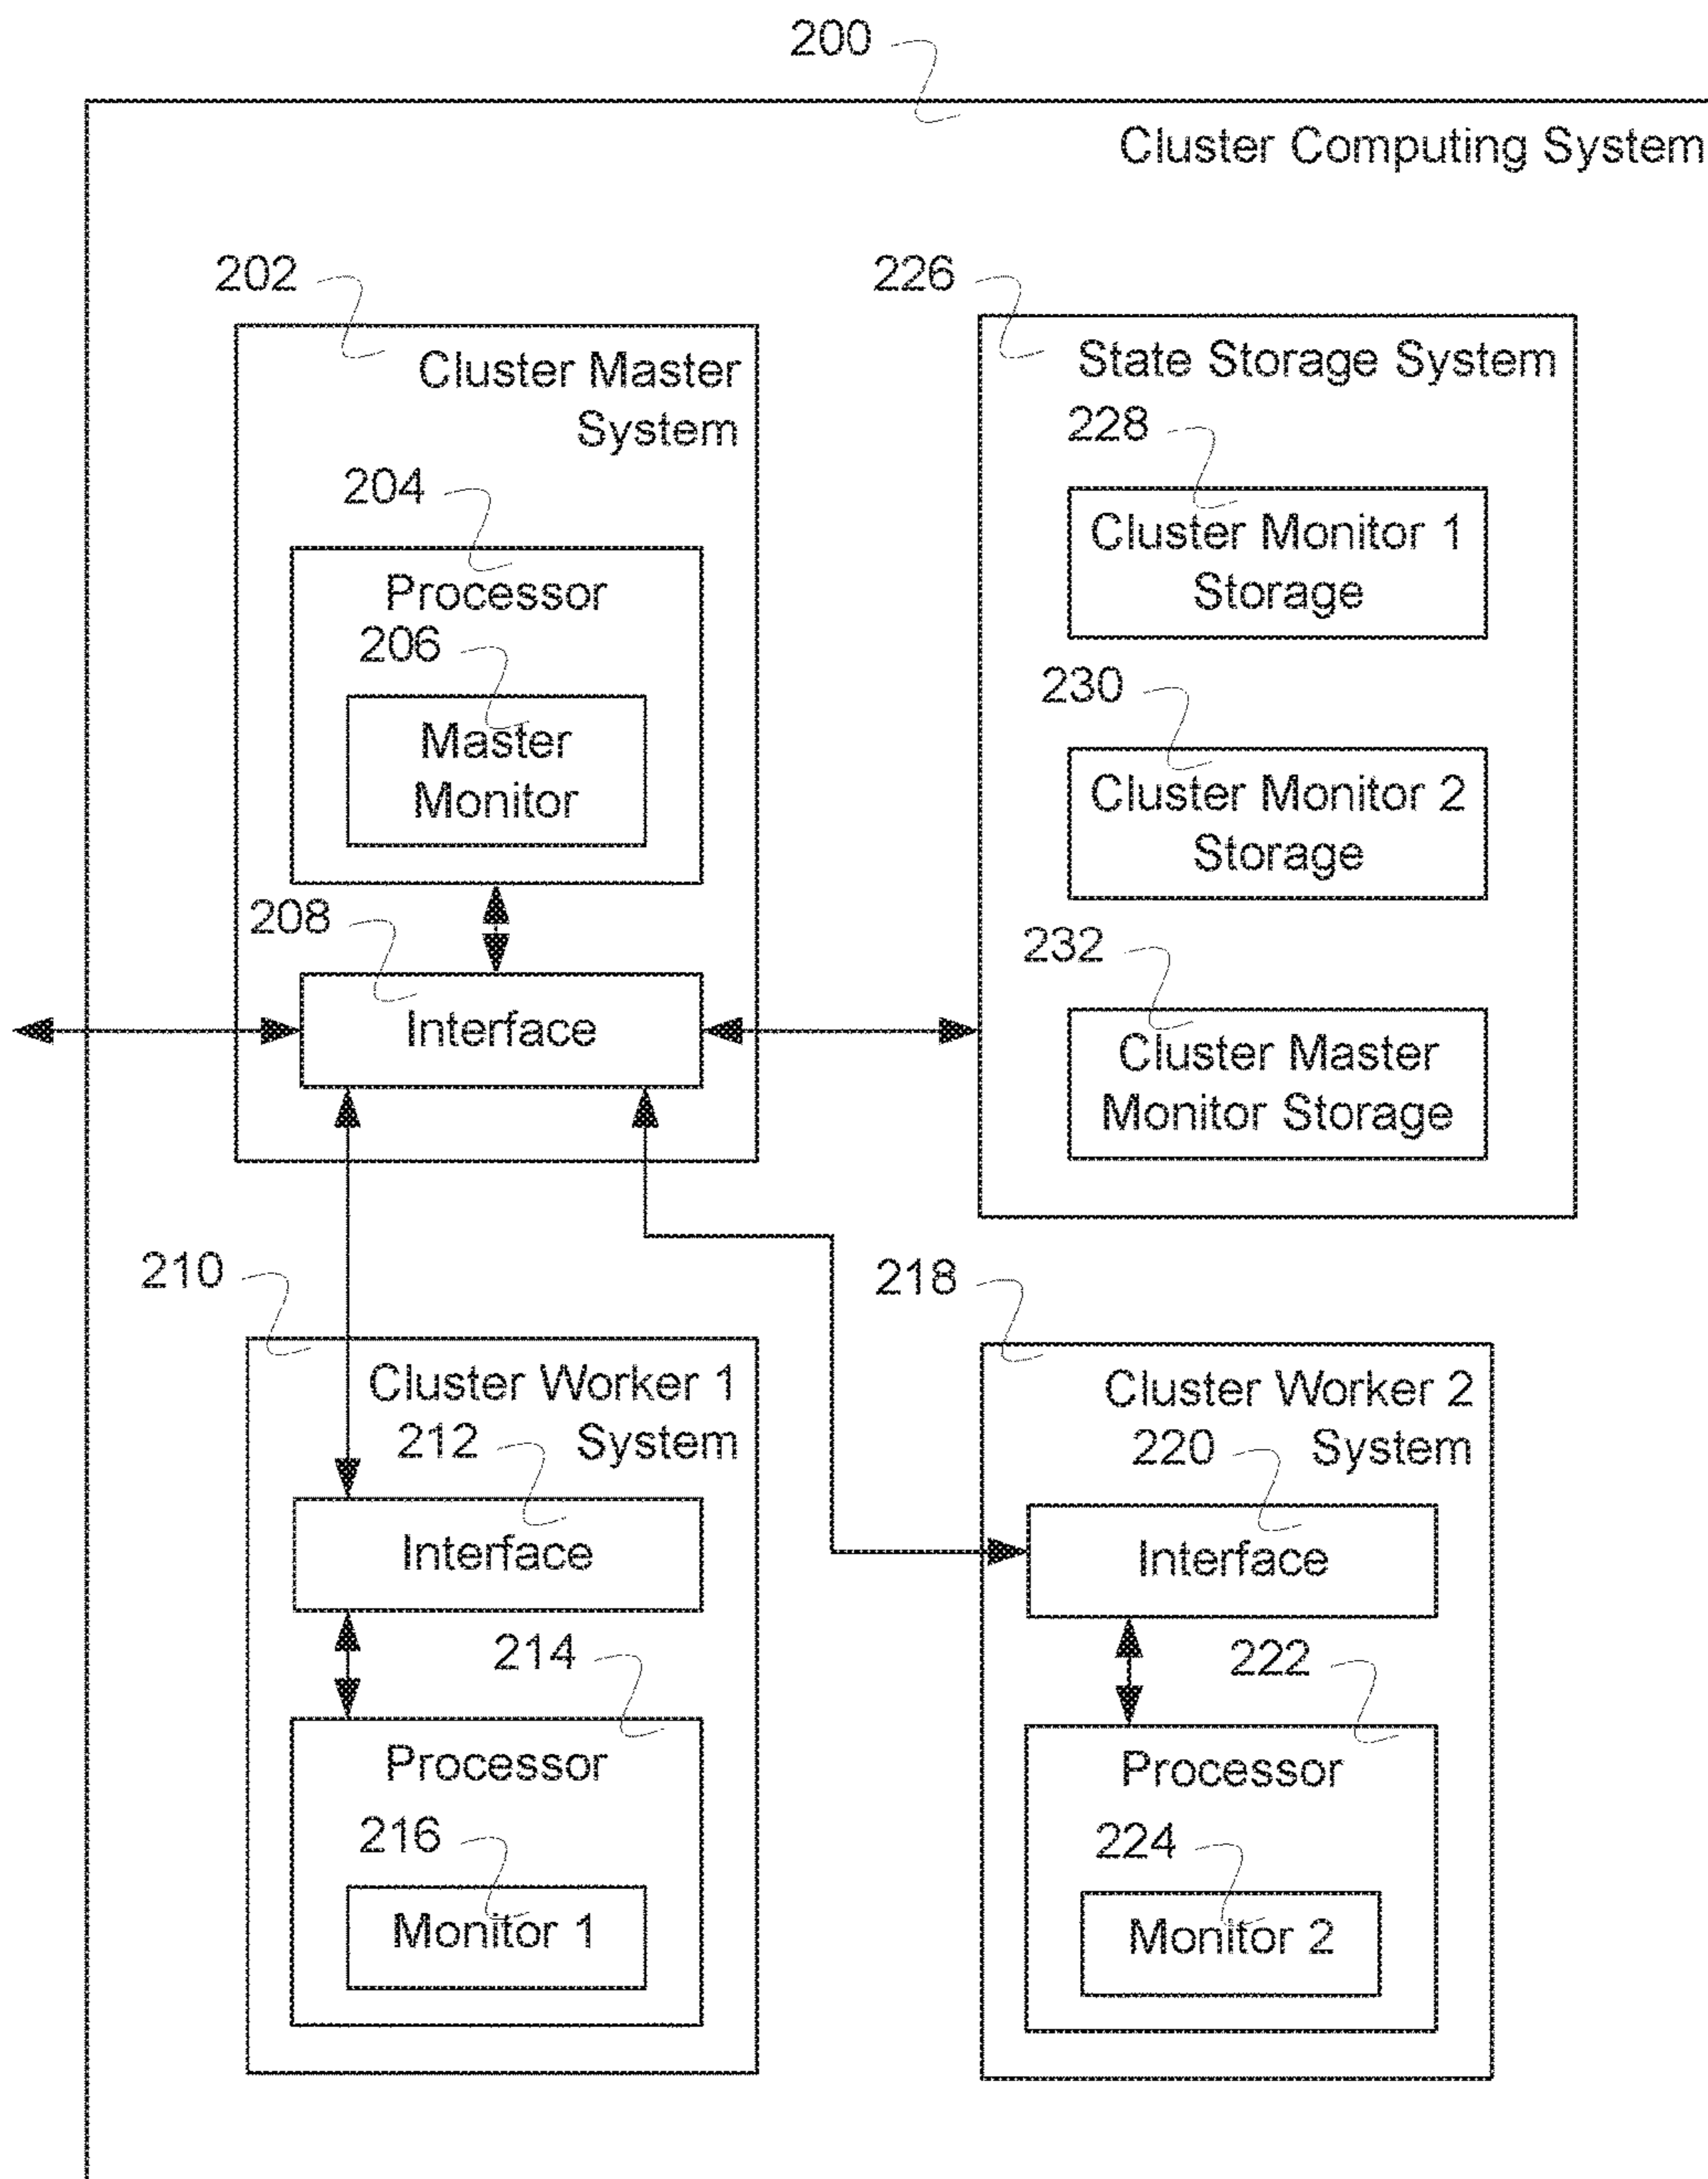 200
Cluster Computing System
202
Cluster Master
System
204
Processor
206
Master
Monitor
208
Interface
226
State Storage System
228
Cluster Monitor 1
Storage
230
Cluster Monitor 2
Storage
232
Cluster Master
Monitor Storage
210
Cluster Worker 1
212 System
Interface
214
Processor
216
Monitor 1
218
Cluster Worker 2
220 System
Interface
222
Processor
224
Monitor 2